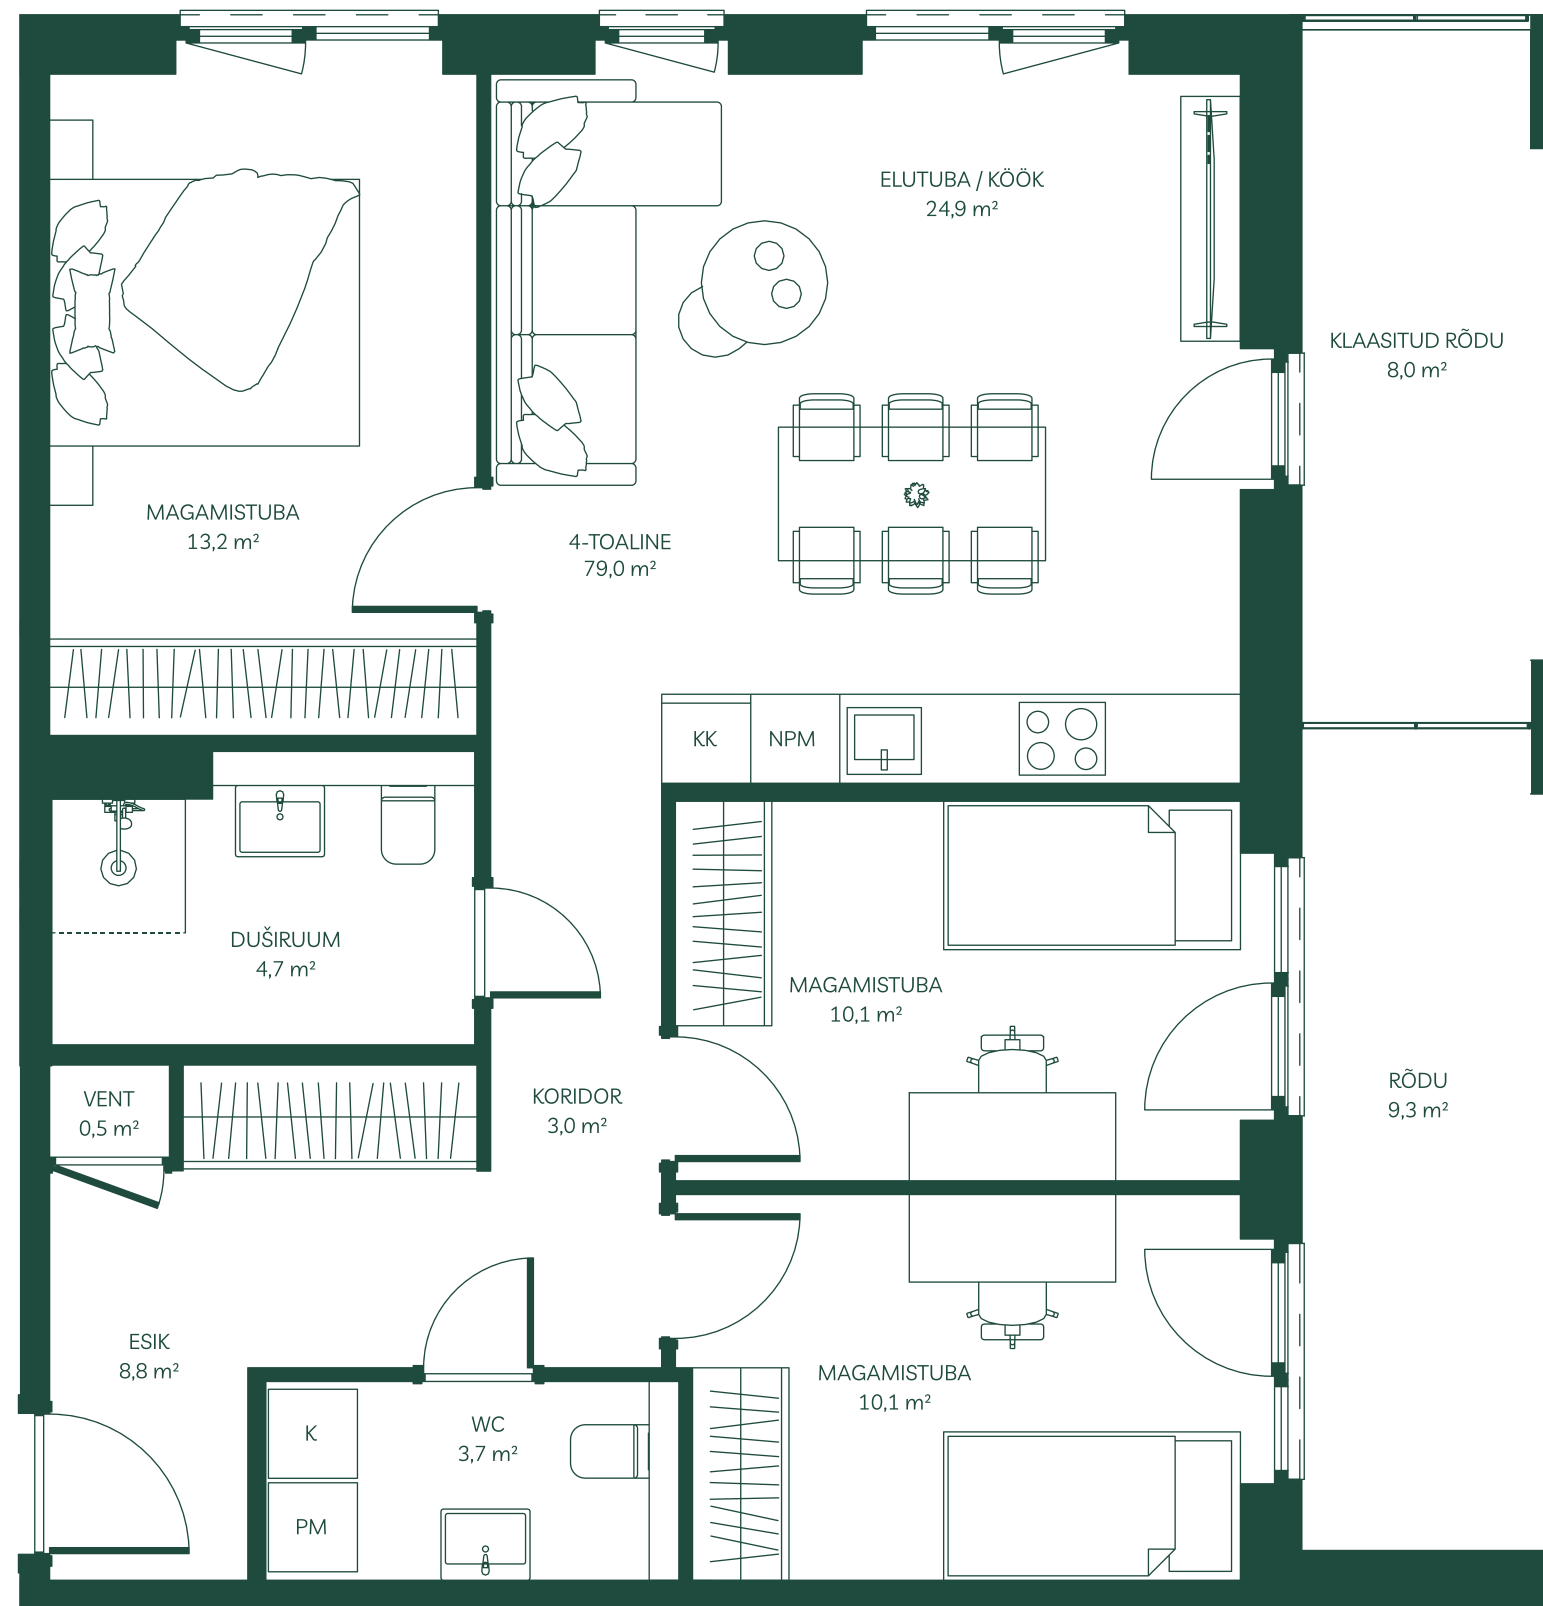 ELUTUBA / KÖÖK
24,9 m²
KLAASITUD RÕDU
8,0 m²
MAGAMISTUBA
13,2 m²
4-TOALINE
79,0 m²
KK
NPM
DUŠIRUUM
4,7 m²
MAGAMISTUBA
10,1 m²
VENT
0,5 m²
KORIDOR
3,0 m²
RÕDU
9,3 m²
ESIK
8,8 m²
MAGAMISTUBA
10,1 m²
K
WC
3,7 m²
PM